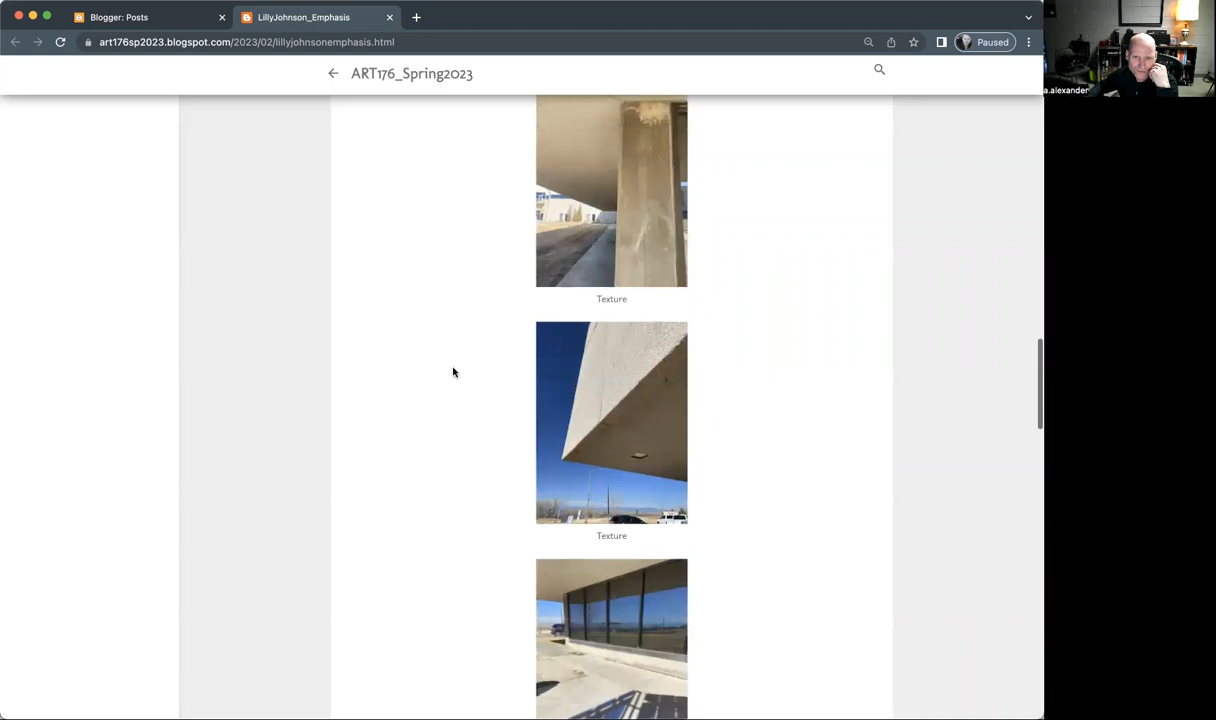 Blogger: Posts
LillyJohnson_Emphasis
art176sp2023.blogspot.com/2023/02/lillyjohnsonemphasis.html
Paused
a.alexander
ART176_Spring2023
Texture
Texture